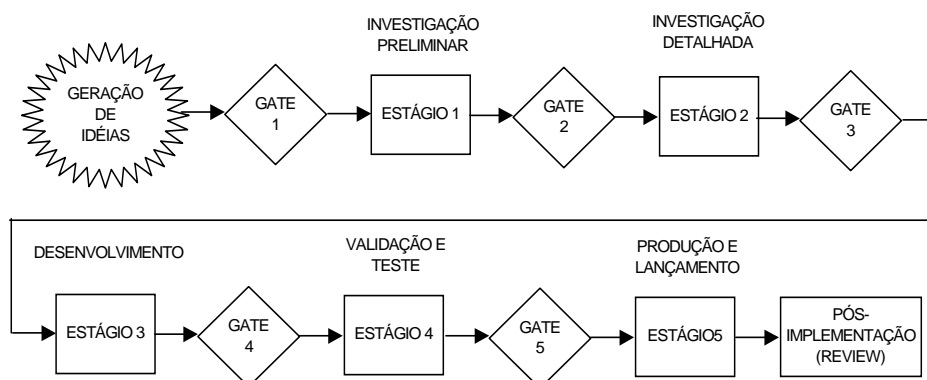 INVESTIGAÇÃO
PRELIMINAR
INVESTIGAÇÃO
DETALHADA
GERAÇÃO
DE
IDÉIAS
GATE
1
ESTÁGIO 1
GATE
2
ESTÁGIO 2
GATE
3
DESENVOLVIMENTO
VALIDAÇÃO E
TESTE
PRODUÇÃO E
LANÇAMENTO
ESTÁGIO 3
GATE
4
ESTÁGIO 4
GATE
5
ESTÁGIO5
PÓS-
IMPLEMENTAÇÃO
(REVIEW)